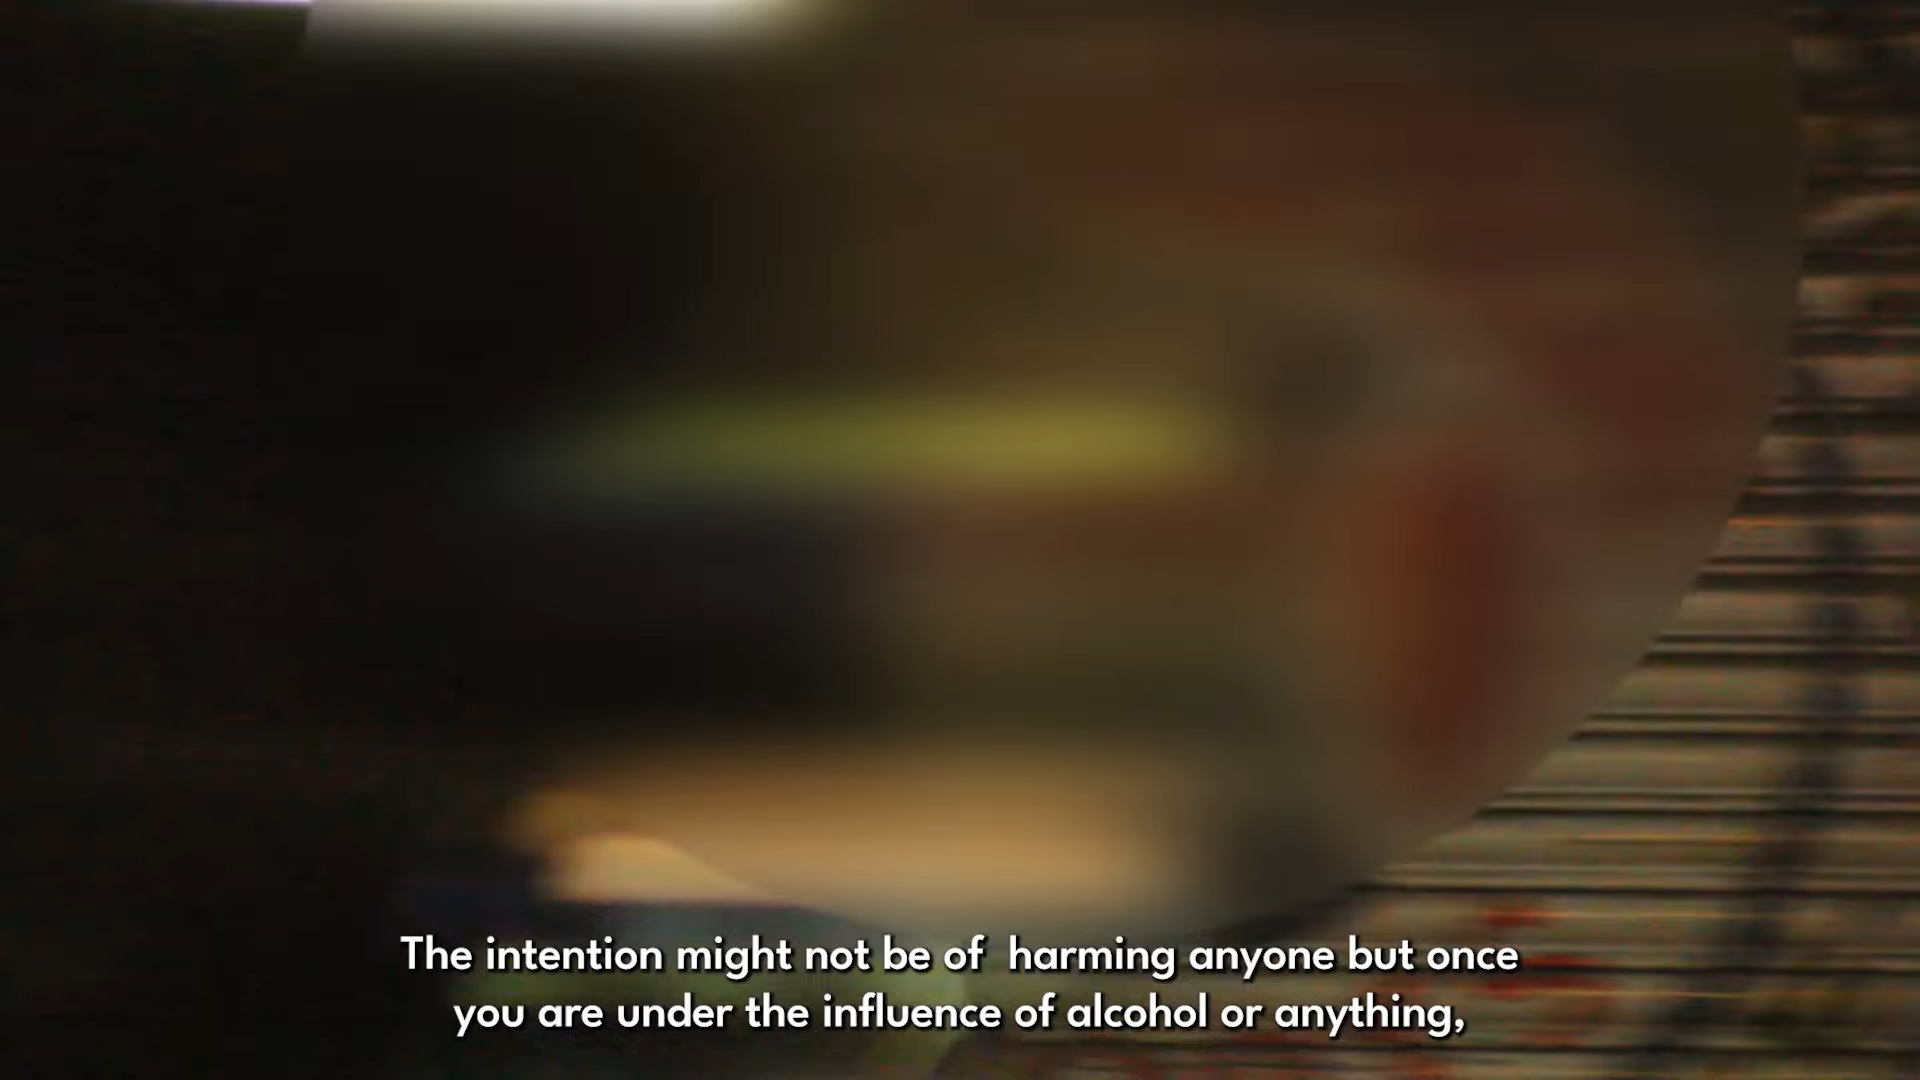 The intention might not be of  harming anyone but once
you are under the influence of alcohol or anything,